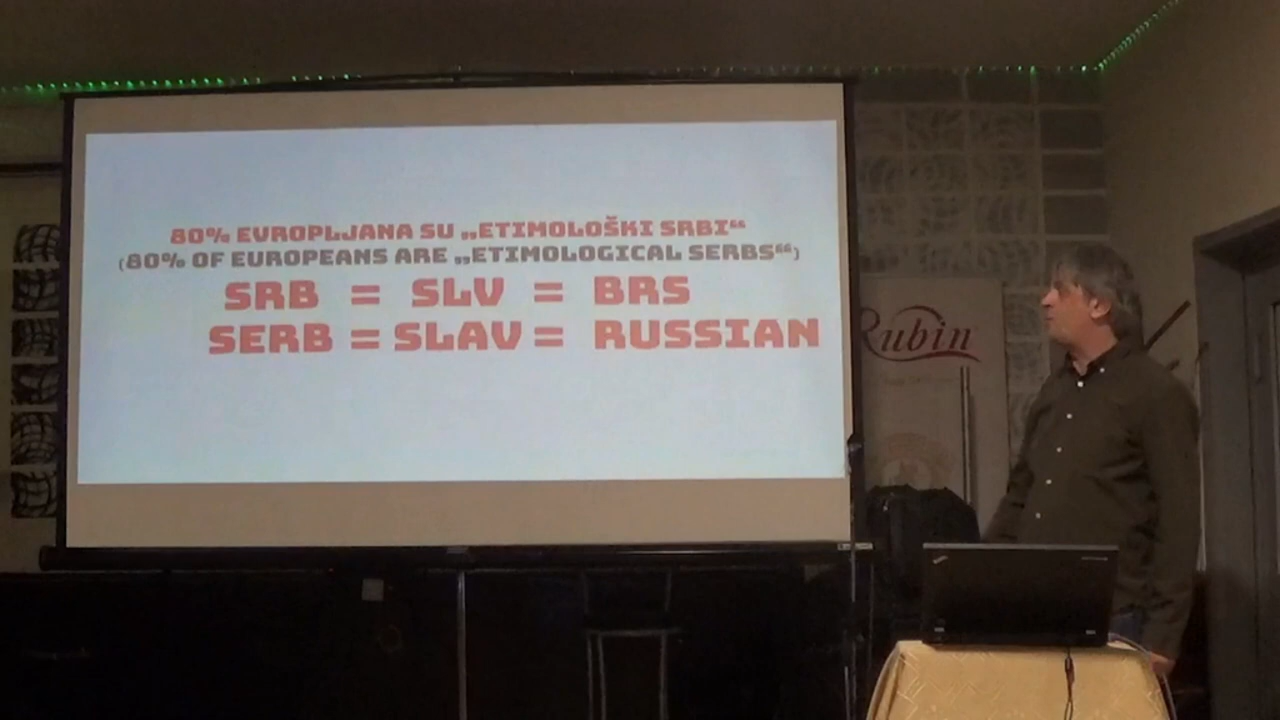 80% EVROPLJANA SU „ETIMOLOŠKI SRBI“
(80% OF EUROPEANS ARE „ETIMOLOGICAL SERBS“)
SRB = SLV = BRS
SERB = SLAV = RUSSIAN
Rubin